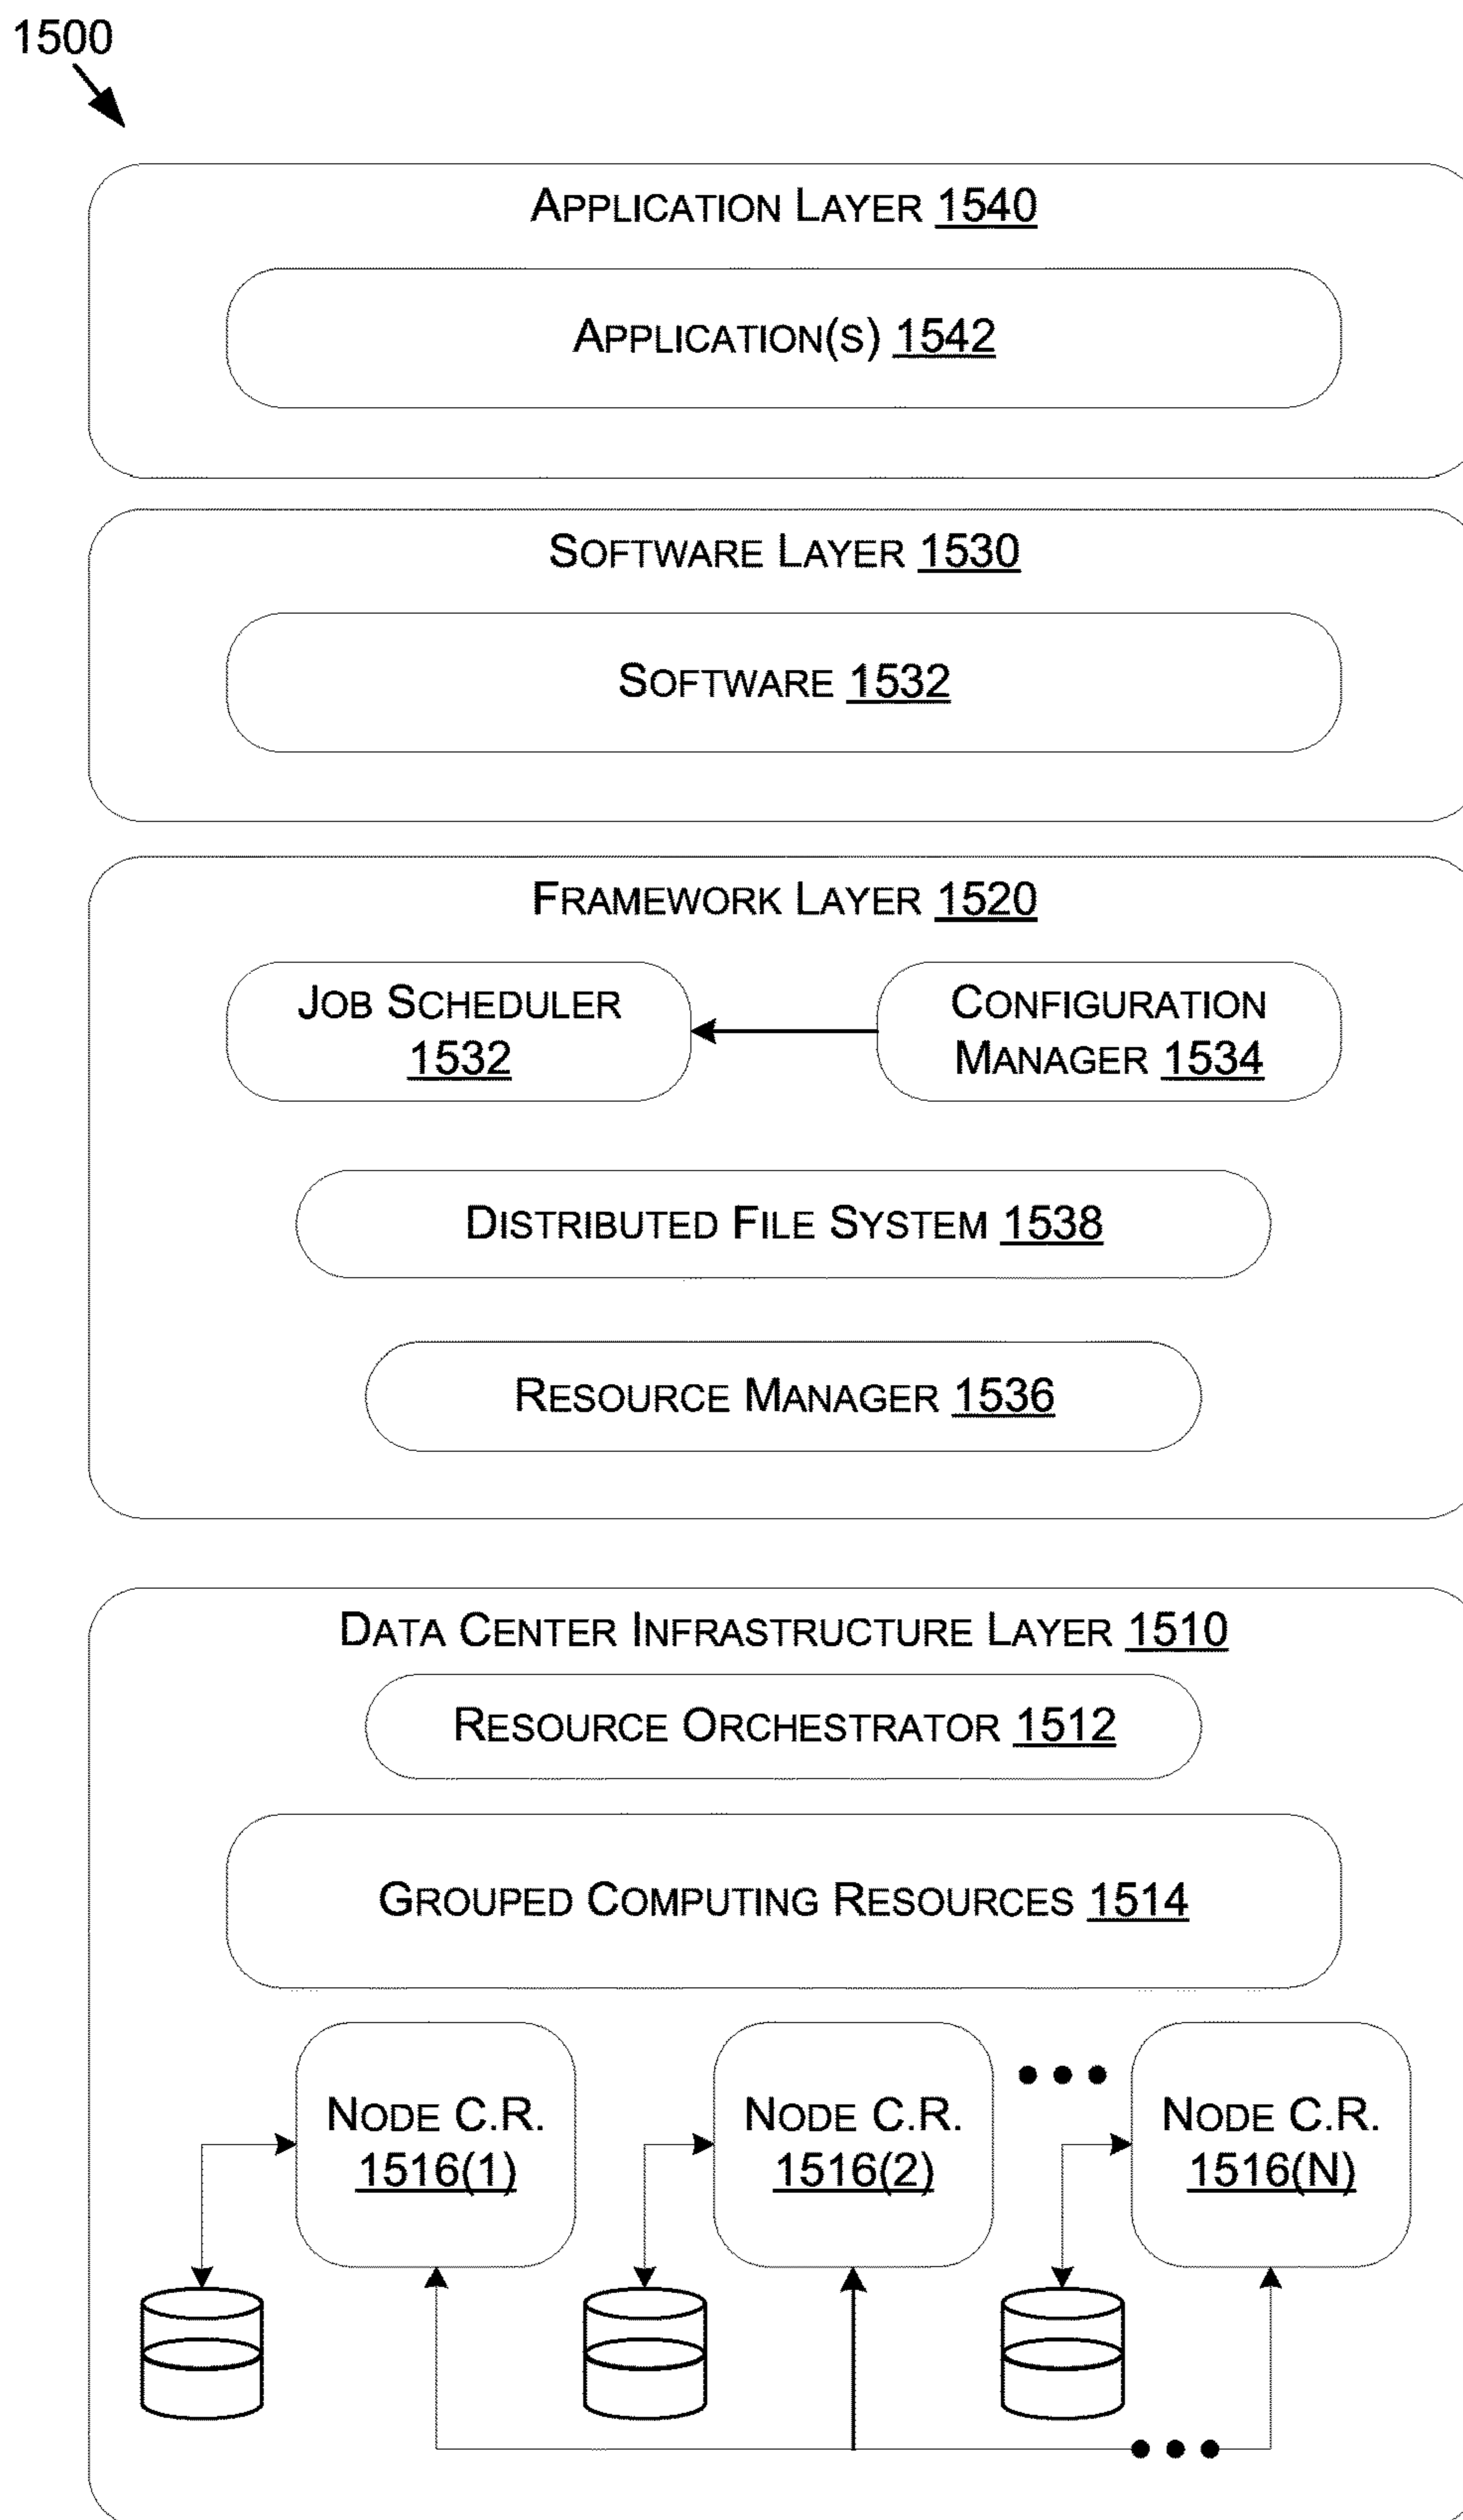 1500
APPLICATION LAYER 1540
APPLICATION(S) 1542
SOFTWARE LAYER 1530
SOFTWARE 1532
FRAMEWORK LAYER 1520
JOB SCHEDULER
1532
CONFIGURATION
MANAGER 1534
DISTRIBUTED FILE SYSTEM 1538
RESOURCE MANAGER 1536
DATA CENTER INFRASTRUCTURE LAYER 1510
RESOURCE ORCHESTRATOR 1512
GROUPED COMPUTING RESOURCES 1514
NODE C.R.
1516(1)
NODE C.R.
1516(2)
NODE C.R.
1516(N)